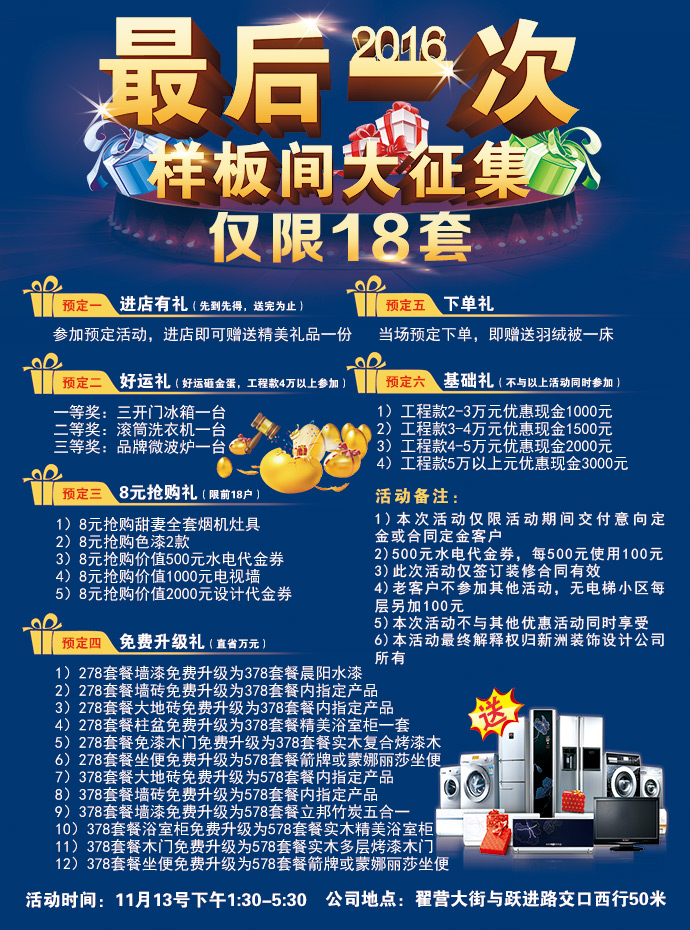 2016
最后一次
样板间大征集
仅限18套
预定一 进店有礼（先到先得，送完为止）
参加预定活动，进店即可赠送精美礼品一份
预定二 好运礼（好运砸金蛋，工程款4万以上参加）
一等奖：三开门冰箱一台
二等奖：滚筒洗衣机一台
三等奖：品牌微波炉一台
预定三 8元抢购礼（限前18户）
1）8元抢购甜妻全套烟机灶具
2）8元抢购色漆2款
3）8元抢购价值500元水电代金券
4）8元抢购价值1000元电视墙
5）8元抢购价值2000元设计代金券
预定四 免费升级礼（直省万元）
1）278套餐墙漆免费升级为378套餐晨阳水漆
2）278套餐墙砖免费升级为378套餐内指定产品
3）278套餐大地砖免费升级为378套餐内指定产品
4）278套餐柱盆免费升级为378套餐精美浴室柜一套
5）278套餐免漆木门免费升级为378套餐实木复合烤漆木
6）278套餐坐便免费升级为578套餐箭牌或蒙娜丽莎坐便
7）378套餐大地砖免费升级为578套餐内指定产品
8）378套餐墙砖免费升级为578套餐内指定产品
9）378套餐墙漆免费升级为578套餐立邦竹炭五合一
10）378套餐浴室柜免费升级为578套餐实木精美浴室柜
11）378套餐木门免费升级为578套餐实木多层烤漆木门
12）378套餐坐便免费升级为578套餐箭牌或蒙娜丽莎坐便
预定五 下单礼
当场预定下单，即赠送羽绒被一床
预定六 基础礼（不与以上活动同时参加）
1）工程款2-3万元优惠现金1000元
2）工程款3-4万元优惠现金1500元
3）工程款4-5万元优惠现金2000元
4）工程款5万以上元优惠现金3000元
活动备注：
1)本次活动仅限活动期间交付意向定
金或合同定金客户
2)500元水电代金券，每500元使用100元
3)此次活动仅签订装修合同有效
4)老客户不参加其他活动，无电梯小区每
层另加100元
5)本次活动不与其他优惠活动同时享受
6)本活动最终解释权归新洲装饰设计公司
所有
送
活动时间：11月13号下午1:30-5:30 公司地点：翟营大街与跃进路交口西行50米